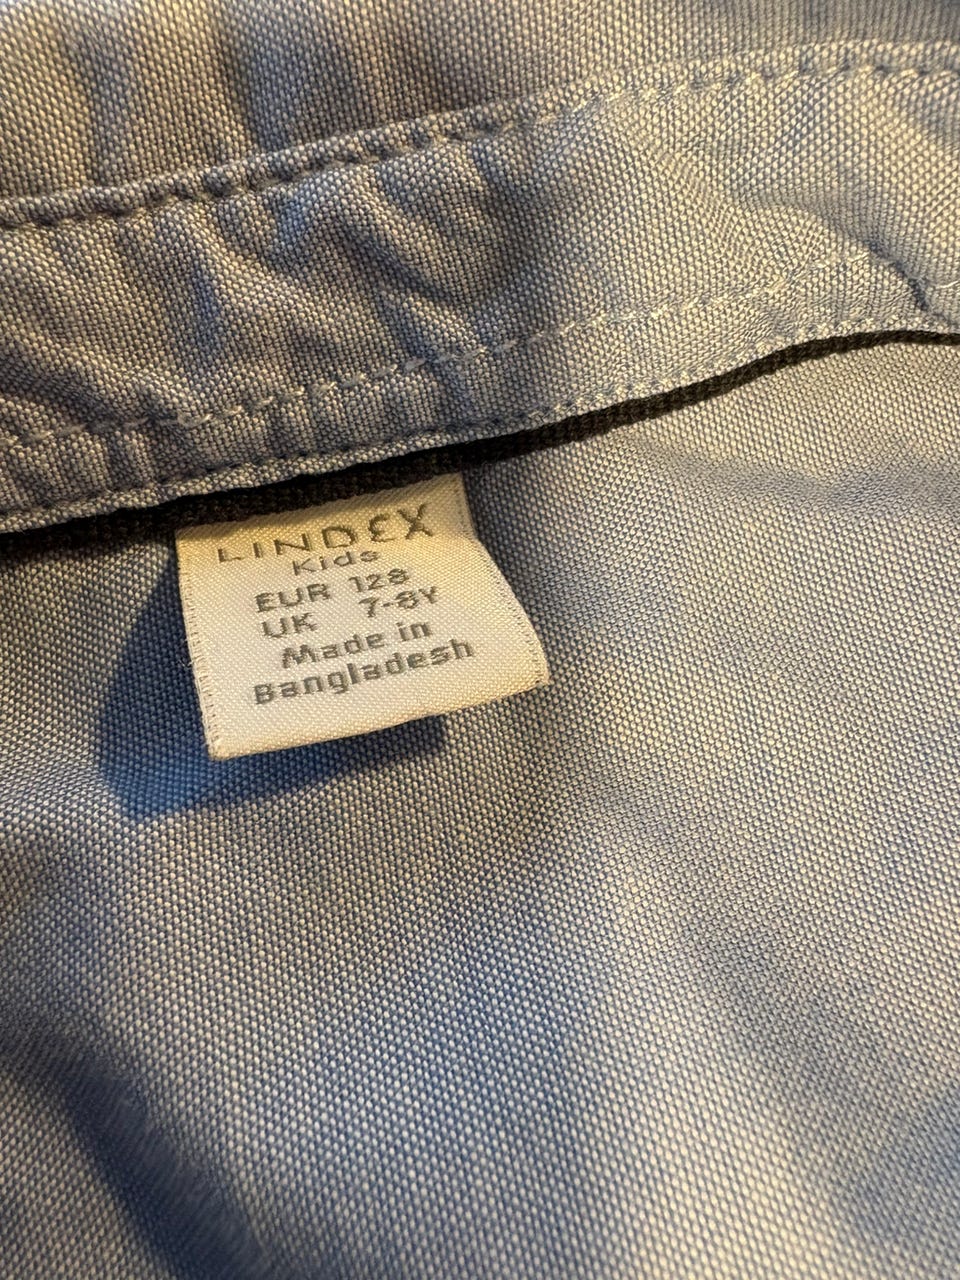 LINDEX
Kids
EUR 128
UK 7-8Y
Made in
Bangladesh